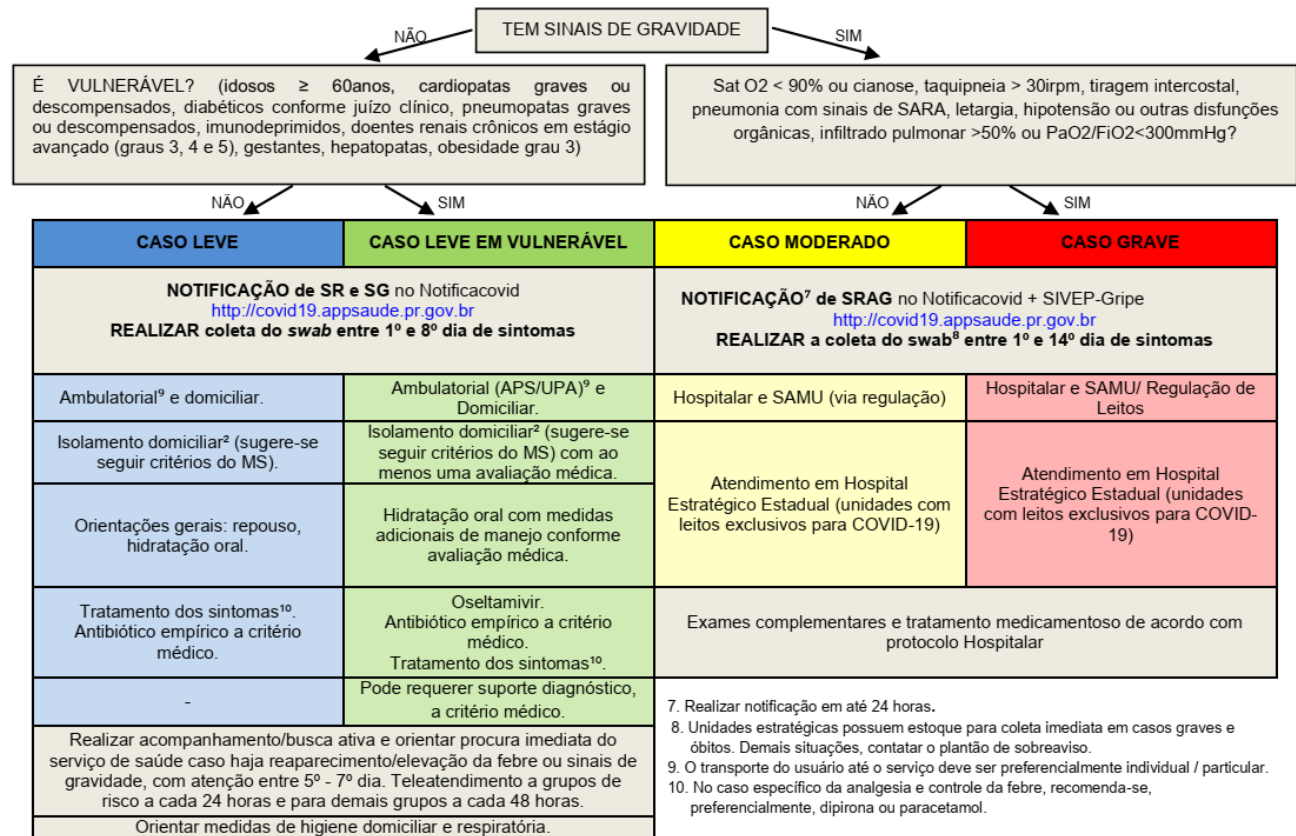 TEM SINAIS DE GRAVIDADE
NÃO
SIM
É VULNERÁVEL? (idosos ≥ 60anos, cardiopatas graves ou
descompensados, diabéticos conforme juízo clínico, pneumopatas graves
ou descompensados, imunodeprimidos, doentes renais crônicos em estágio
avançado (graus 3, 4 e 5), gestantes, hepatopatas, obesidade grau 3)
Sat O2 < 90% ou cianose, taquipneia > 30irpm, tiragem intercostal,
pneumonia com sinais de SARA, letargia, hipotensão ou outras disfunções
orgânicas, infiltrado pulmonar >50% ou PaO2/FiO2<300mmHg?
NÃO
SIM
NÃO
SIM
CASO LEVE
CASO LEVE EM VULNERÁVEL
CASO MODERADO
CASO GRAVE
NOTIFICAÇÃO de SR e SG no Notificacovid
http://covid19.appsaude.pr.gov.br
REALIZAR coleta do swab entre 1º e 8º dia de sintomas
NOTIFICAÇÃO⁷ de SRAG no Notificacovid + SIVEP-Gripe
http://covid19.appsaude.pr.gov.br
REALIZAR a coleta do swab⁸ entre 1º e 14º dia de sintomas
Ambulatorial⁹ e domiciliar.
Ambulatorial (APS/UPA)⁹ e
Domiciliar.
Hospitalar e SAMU (via regulação)
Hospitalar e SAMU/ Regulação de
Leitos
Isolamento domiciliar² (sugere-se
seguir critérios do MS).
Isolamento domiciliar² (sugere-se
seguir critérios do MS) com ao
menos uma avaliação médica.
Atendimento em Hospital
Estratégico Estadual (unidades com
leitos exclusivos para COVID-19)
Atendimento em Hospital
Estratégico Estadual (unidades
com leitos exclusivos para COVID-
19)
Orientações gerais: repouso,
hidratação oral.
Hidratação oral com medidas
adicionais de manejo conforme
avaliação médica.
Tratamento dos sintomas¹⁰.
Antibiótico empírico a critério
médico.
Oseltamivir.
Antibiótico empírico a critério
médico.
Tratamento dos sintomas¹⁰.
Exames complementares e tratamento medicamentoso de acordo com
protocolo Hospitalar
-
Pode requerer suporte diagnóstico,
a critério médico.
Realizar acompanhamento/busca ativa e orientar procura imediata do
serviço de saúde caso haja reaparecimento/elevação da febre ou sinais de
gravidade, com atenção entre 5º - 7º dia. Teleatendimento a grupos de
risco a cada 24 horas e para demais grupos a cada 48 horas.
Orientar medidas de higiene domiciliar e respiratória.
7. Realizar notificação em até 24 horas.
8. Unidades estratégicas possuem estoque para coleta imediata em casos graves e
óbitos. Demais situações, contatar o plantão de sobreaviso.
9. O transporte do usuário até o serviço deve ser preferencialmente individual / particular.
10. No caso específico da analgesia e controle da febre, recomenda-se,
preferencialmente, dipirona ou paracetamol.